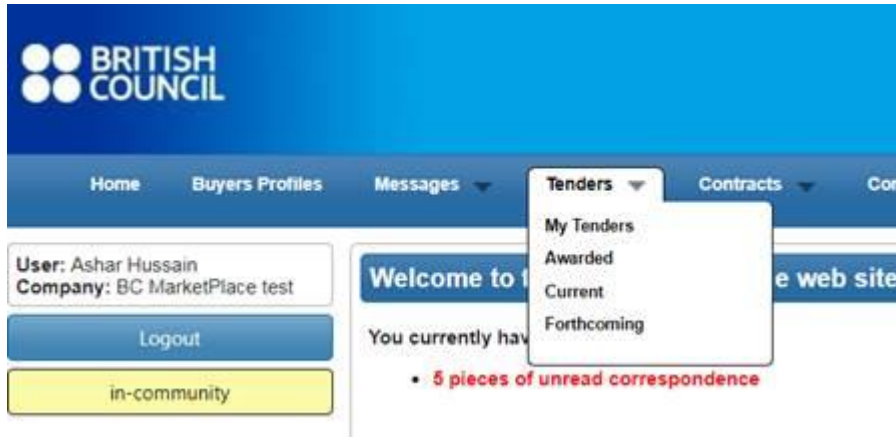 BRITISH
COUNCIL
Home Buyers Profiles Messages Tenders Contracts
My Tenders
Awarded
Current
Forthcoming
User: Ashar Hussain
Company: BC MarketPlace test
Logout
in-community
Welcome to e web site
You currently hav
5 pieces of unread correspondence